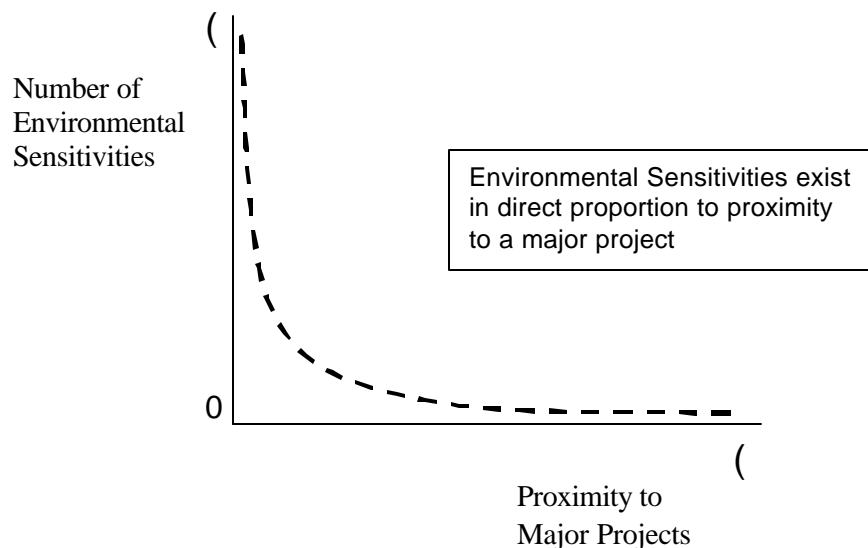 (
Number of
Environmental
Sensitivities
Environmental Sensitivities exist
in direct proportion to proximity
to a major project
0
(
Proximity to
Major Projects